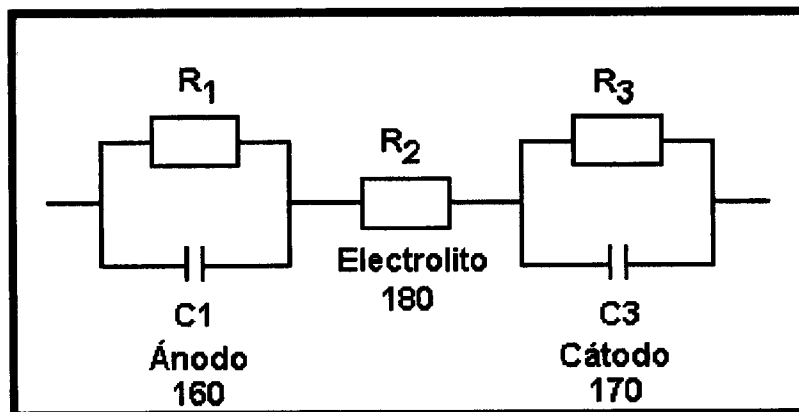 R1
R2
R3
Electrolito
180
C1
Ánodo
160
C3
Cátodo
170